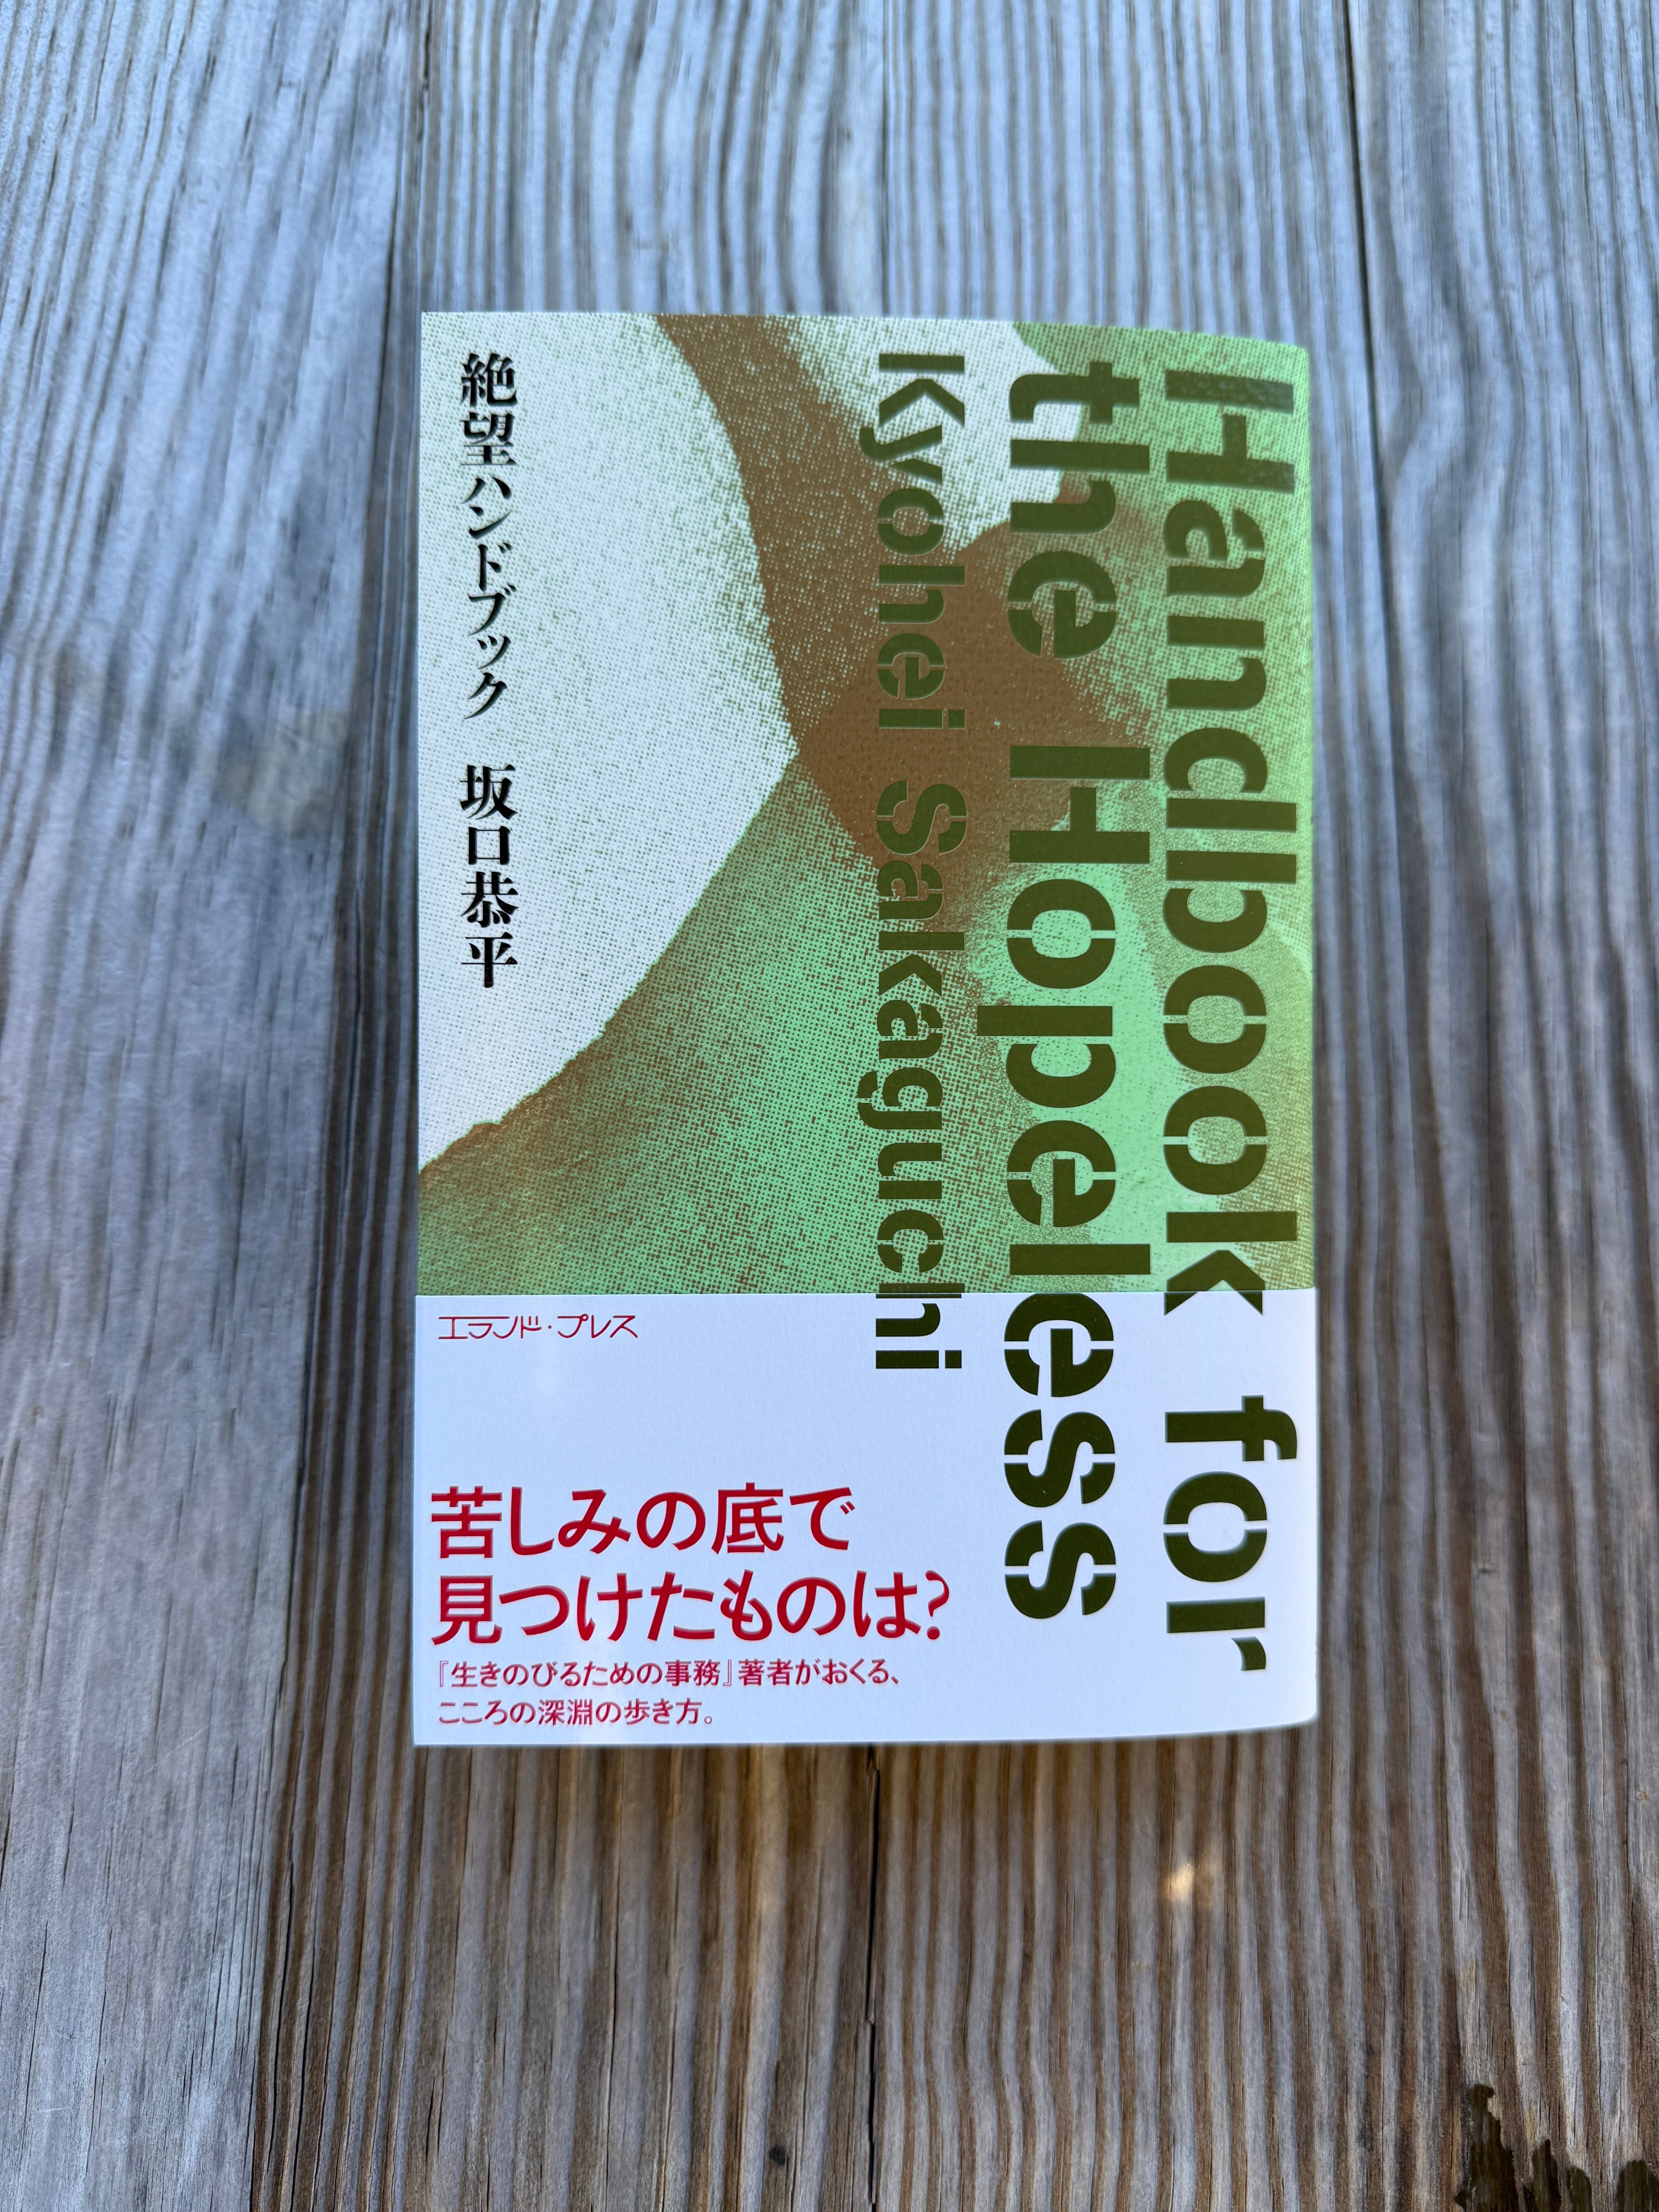 Handbook for
the Hopeless
Kyohei Sakaguchi
絶望ハンドブック 坂口恭平
エランド・プレス
苦しみの底で
見つけたものは?
『生きのびるための事務』著者がおくる、
こころの深淵の歩き方。